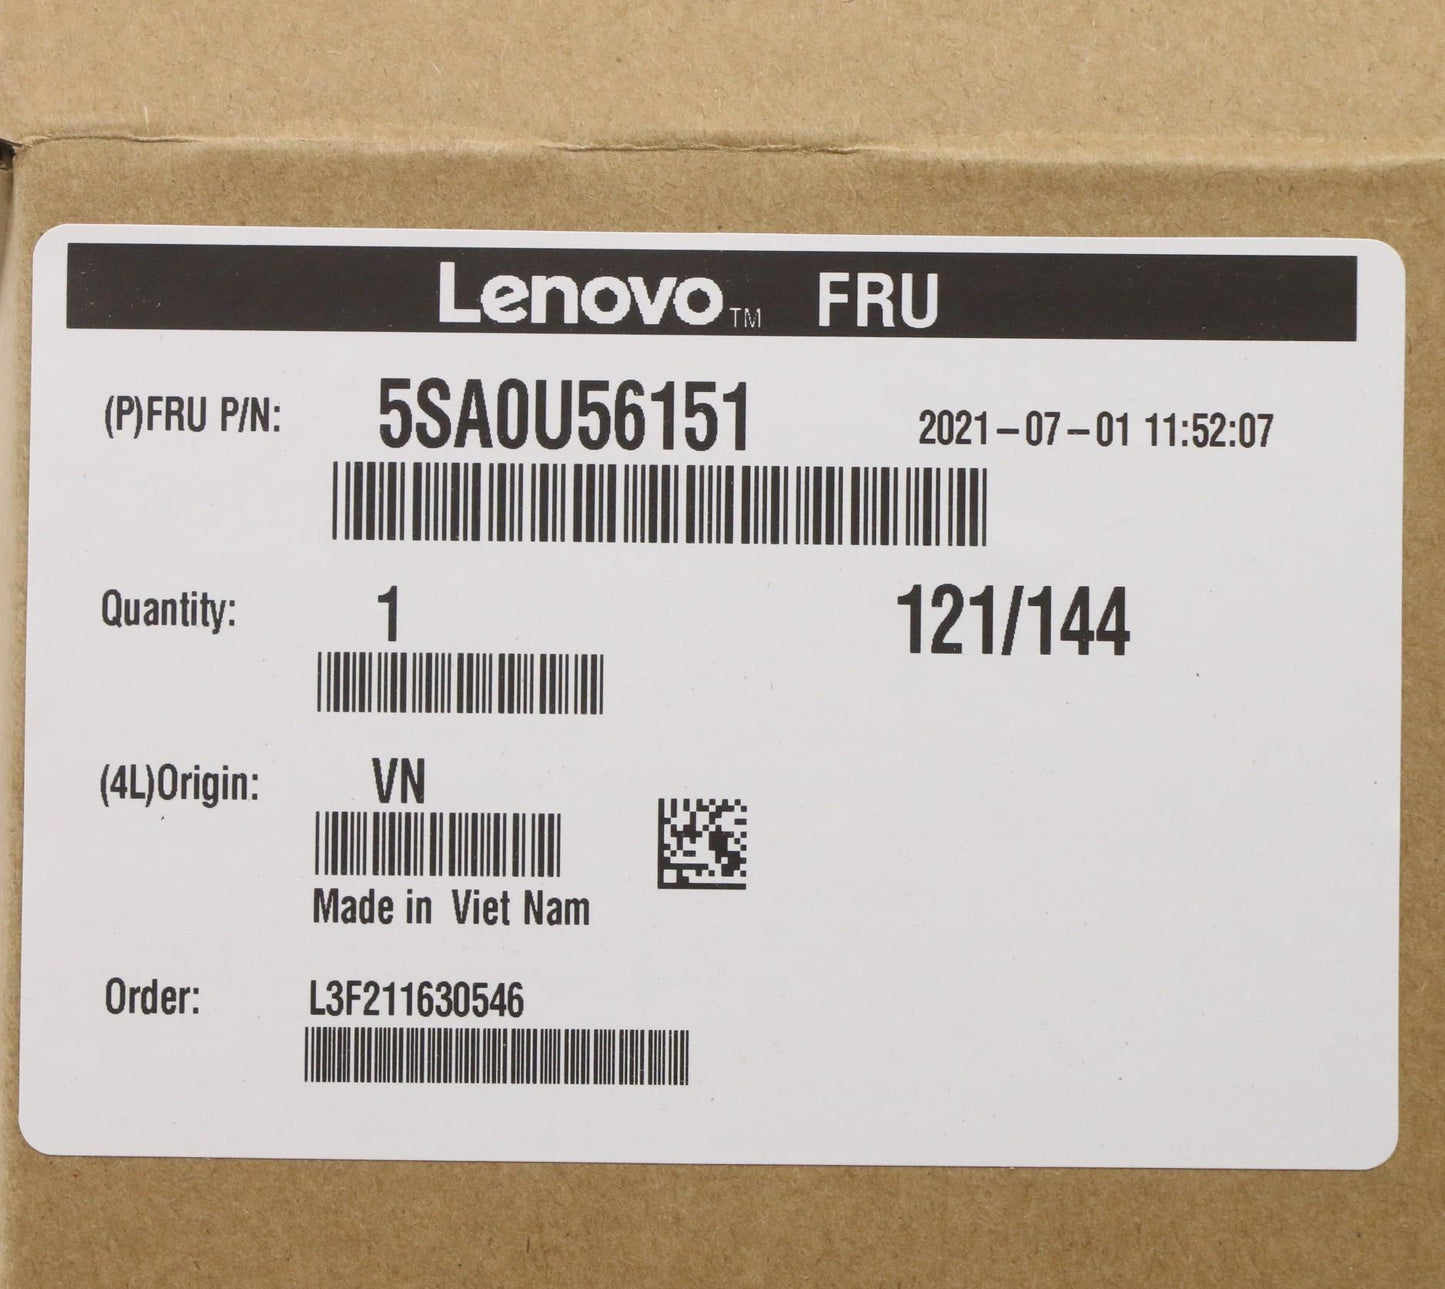 Lenovo™ FRU
(P)FRU P/N: 5SA0U56151 2021-07-01 11:52:07
Quantity: 1 121/144
(4L)Origin: VN
Made in Viet Nam
Order: L3F211630546